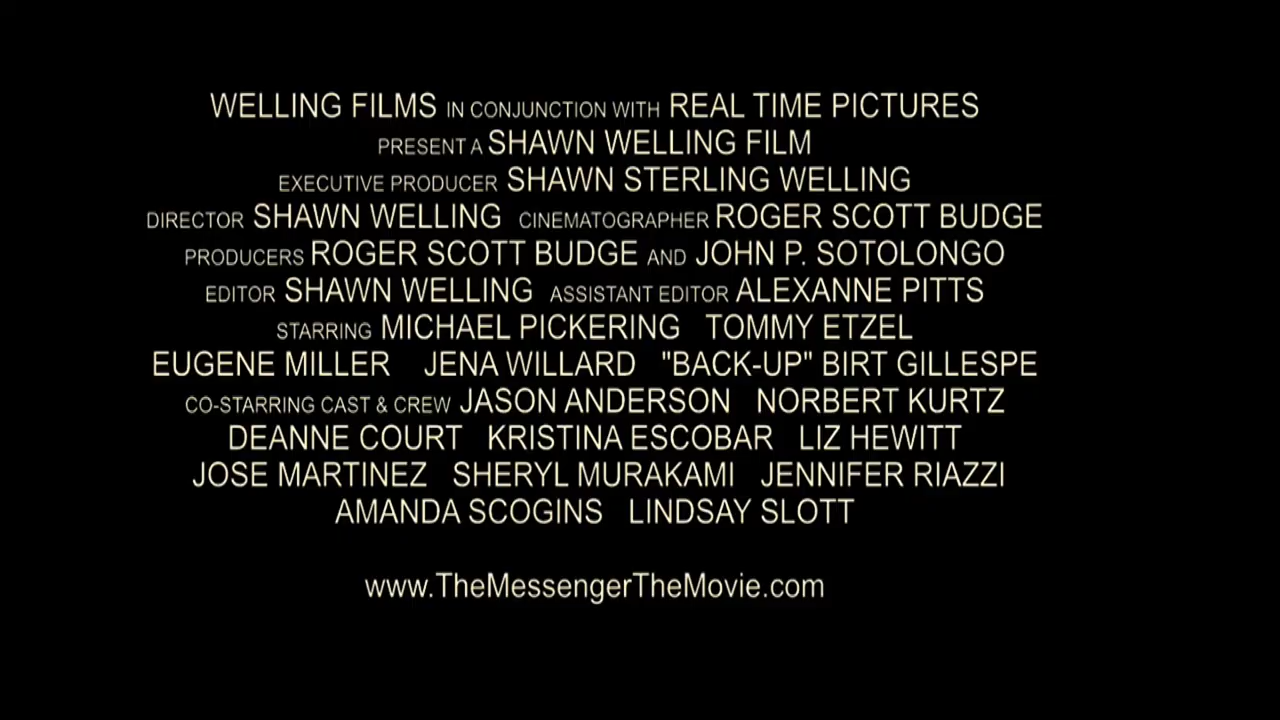 WELLING FILMS IN CONJUNCTION WITH REAL TIME PICTURES
PRESENT A SHAWN WELLING FILM
EXECUTIVE PRODUCER SHAWN STERLING WELLING
DIRECTOR SHAWN WELLING CINEMATOGRAPHER ROGER SCOTT BUDGE
PRODUCERS ROGER SCOTT BUDGE AND JOHN P. SOTOLONGO
EDITOR SHAWN WELLING ASSISTANT EDITOR ALEXANNE PITTS
STARRING MICHAEL PICKERING TOMMY ETZEL
EUGENE MILLER JENA WILLARD "BACK-UP" BIRT GILLESPE
CO-STARRING CAST & CREW JASON ANDERSON NORBERT KURTZ
DEANNE COURT KRISTINA ESCOBAR LIZ HEWITT
JOSE MARTINEZ SHERYL MURAKAMI JENNIFER RIAZZI
AMANDA SCOGINS LINDSAY SLOTT
www.TheMessengerTheMovie.com